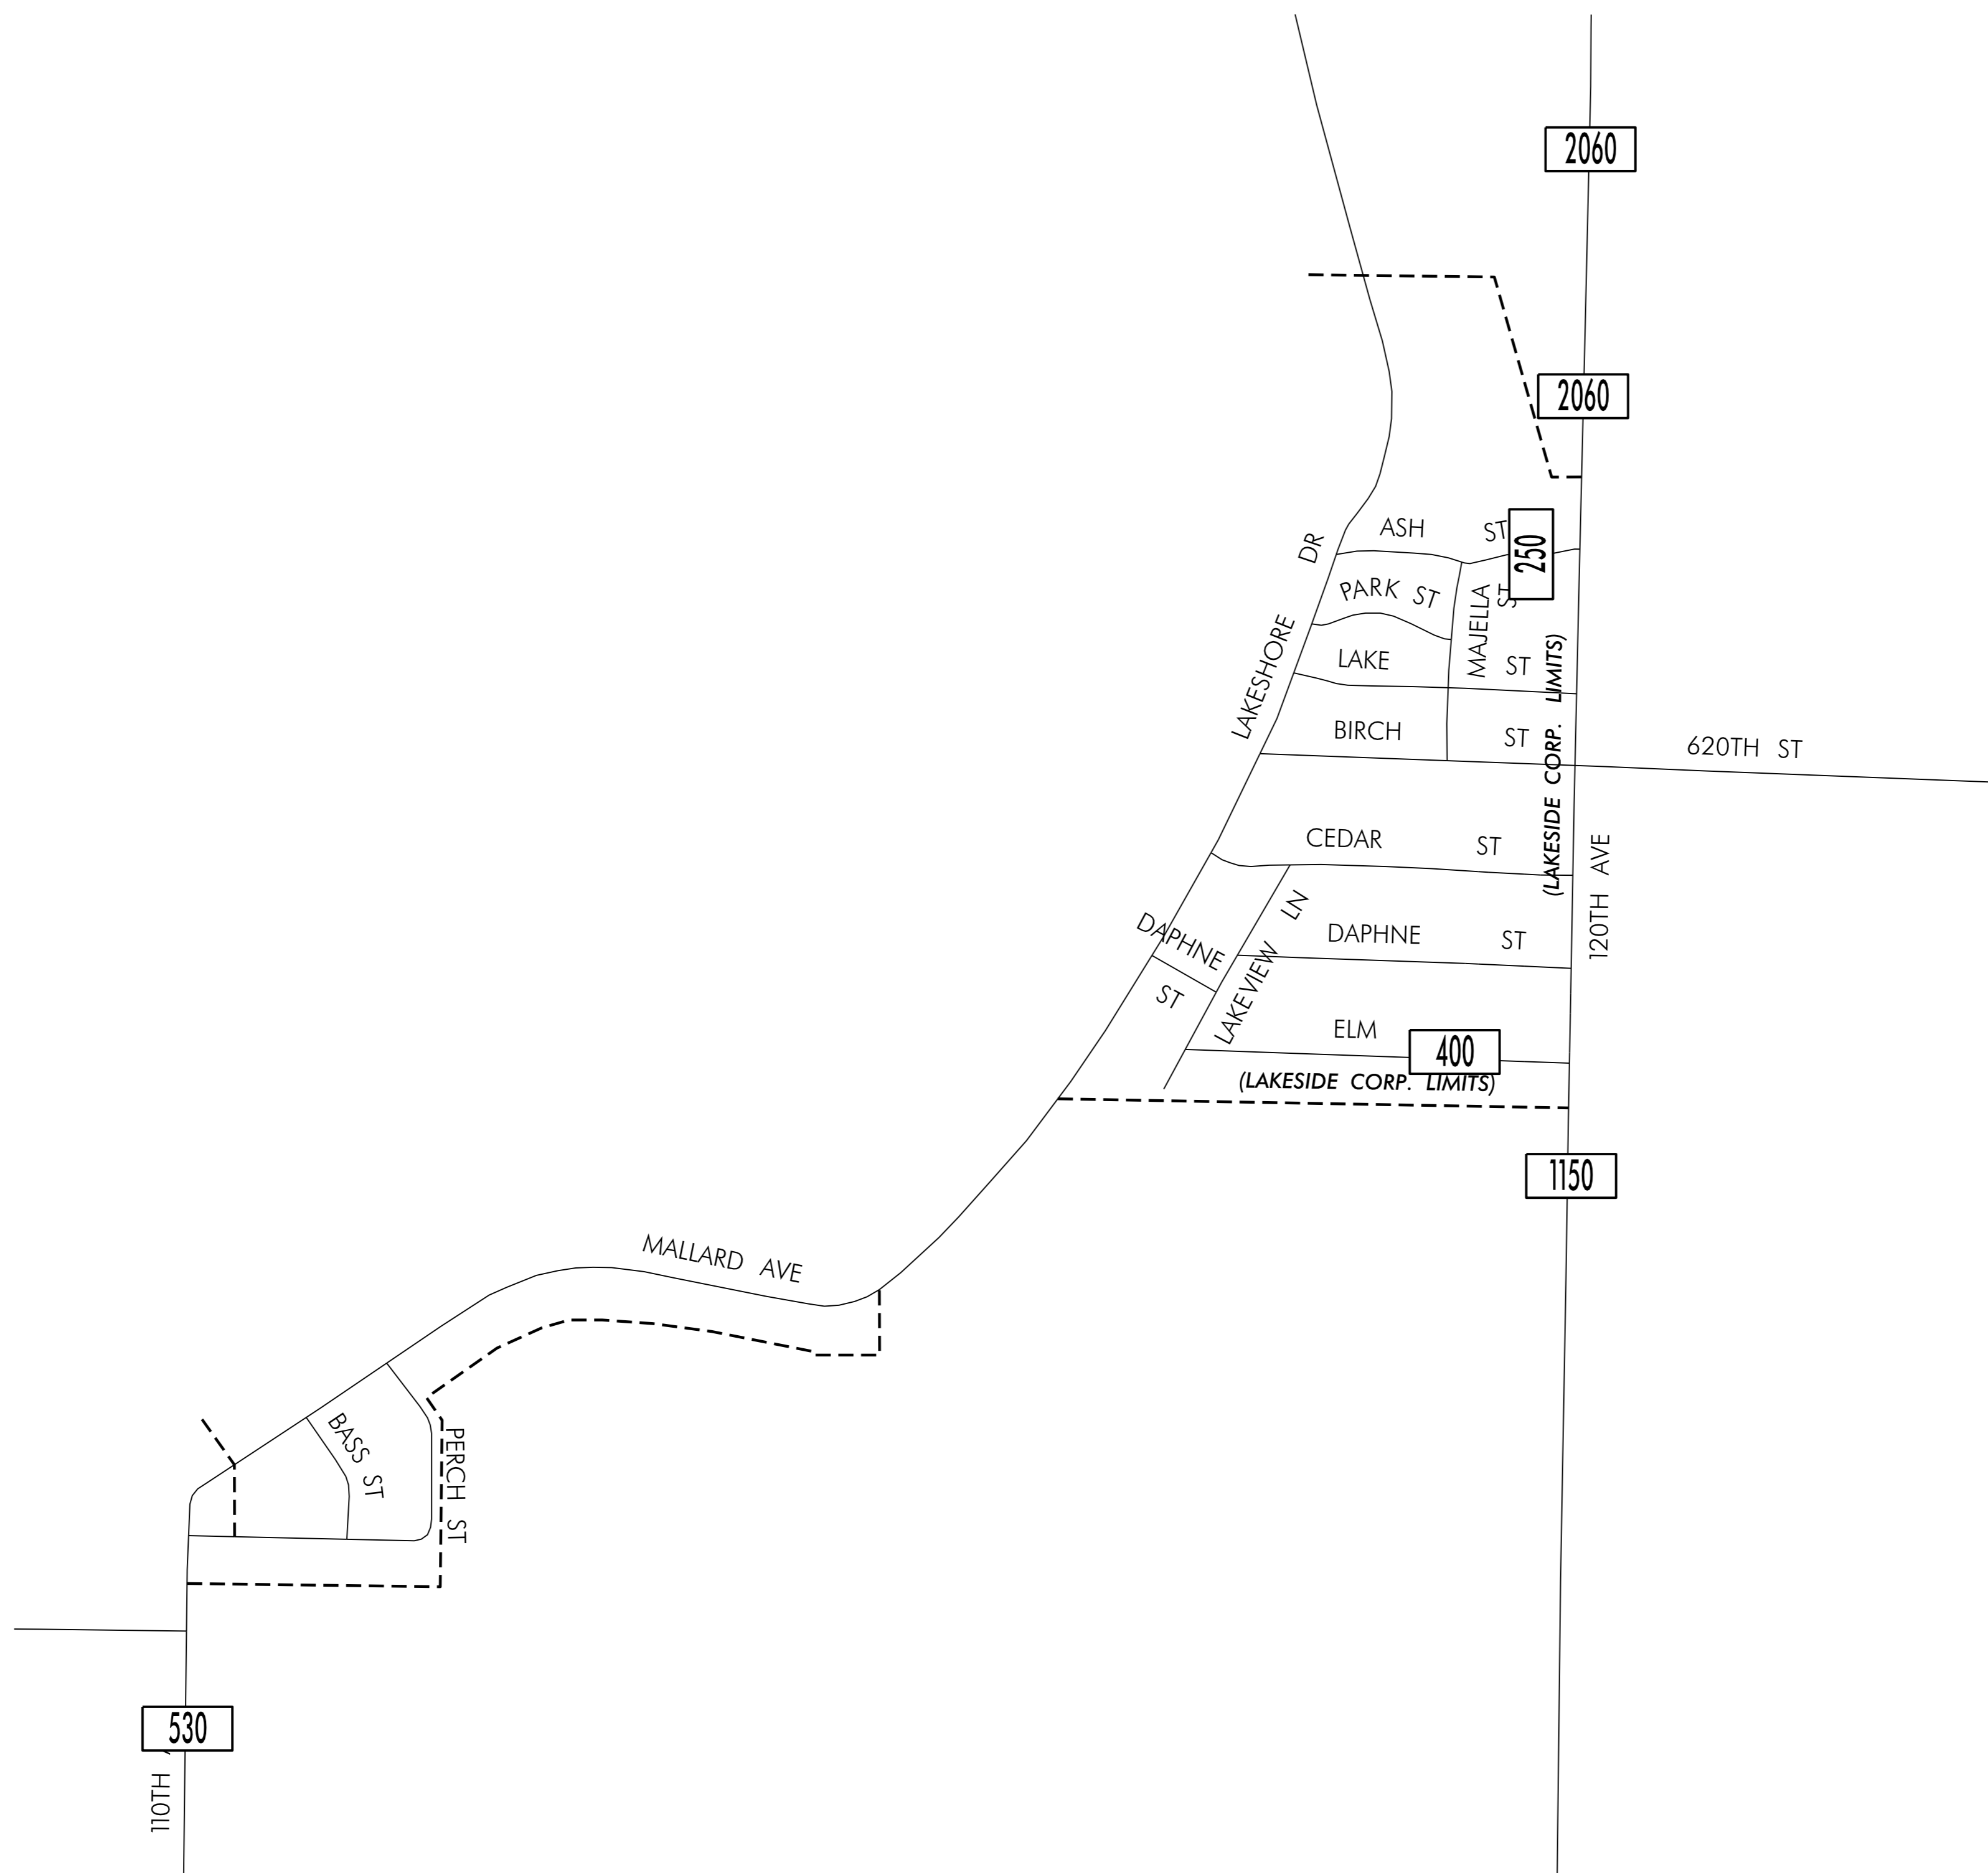 2060
2060
ASH ST
250
DR
PARK ST
MAJELLA ST
LAKESHORE
LAKE ST
(LAKESIDE CORP. LIMITS)
BIRCH ST
620TH ST
CEDAR ST
120TH AVE
LAKEVIEW LN
DAPHNE ST
DAPHNE ST
ELM
400
(LAKESIDE CORP. LIMITS)
1150
MALLARD AVE
BASS ST
PERCH ST
530
110TH